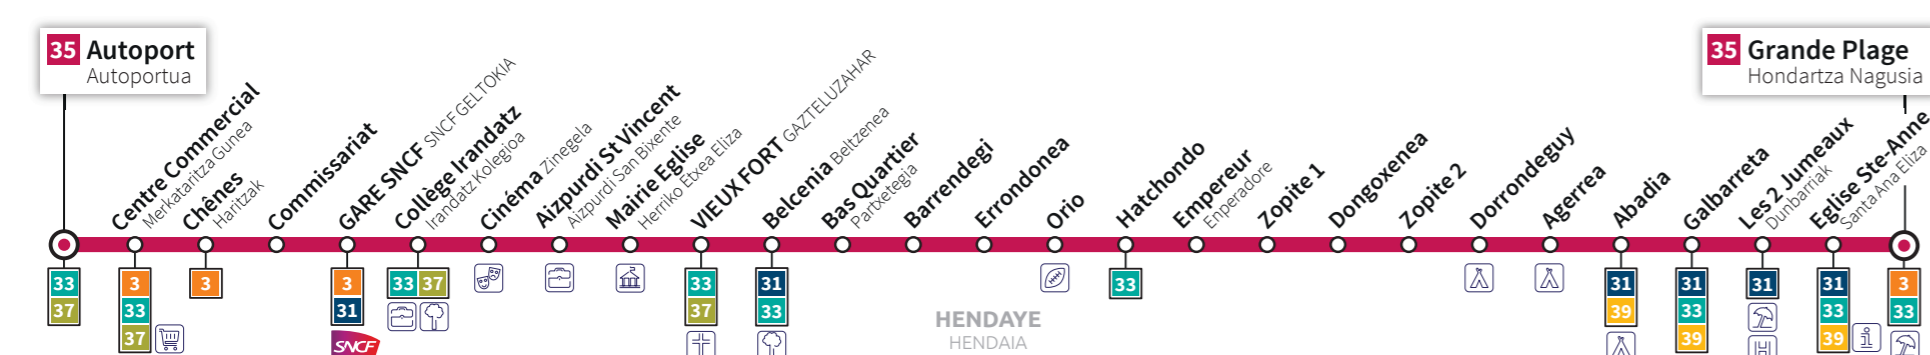 35 Autoport
Autoportua
35 Grande Plage
Hondartza Nagusia
Centre Commercial
Merkataritza Gunea
Chênes
Haritzak
Commissariat
GARE SNCF SNCF GELTOKIA
Collège Irandatz
Irandatz Kolegioa
Cinéma Zinegela
Aizpurdi St Vincent
Aizpurdi San Bixente
Mairie Eglise
Herriko Etxea Eliza
VIEUX FORT GAZTELUZAHAR
Belcenia Beltzenea
Bas Quartier
Partxetegia
Barrendegi
Errondonea
Orio
Hatchondo
Empereur
Enperadore
Zopite 1
Dongoxenea
Zopite 2
Dorrondeguy
Agerrea
Abadia
Galbarreta
Les 2 Jumeaux
Dunbarriak
Eglise Ste-Anne
Santa Ana Eliza
33
37
3
33
37
3
3
31
SNCF
33 37
33
37
31
33
33
31
39
31
33
39
31
H
31
33
39
i
3
33
HENDAYE
HENDAIA